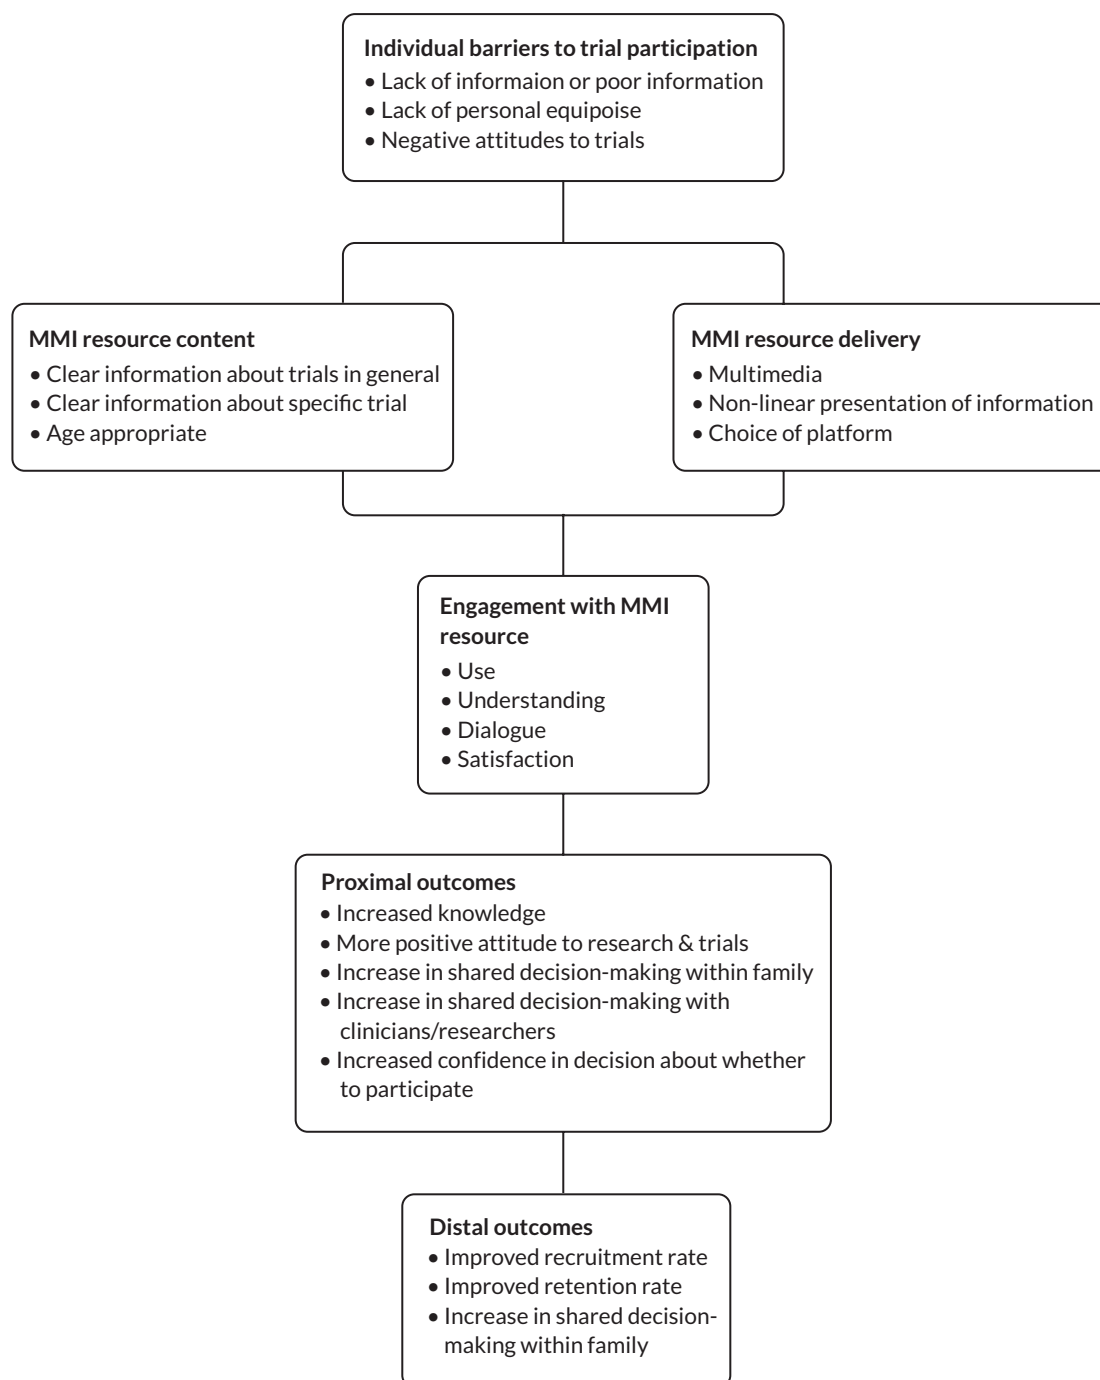 Individual barriers to trial participation
• Lack of informaion or poor information
• Lack of personal equipoise
• Negative attitudes to trials
MMI resource content
• Clear information about trials in general
• Clear information about specific trial
• Age appropriate
MMI resource delivery
• Multimedia
• Non-linear presentation of information
• Choice of platform
Engagement with MMI
resource
• Use
• Understanding
• Dialogue
• Satisfaction
Proximal outcomes
• Increased knowledge
• More positive attitude to research & trials
• Increase in shared decision-making within family
• Increase in shared decision-making with
clinicians/researchers
• Increased confidence in decision about whether
to participate
Distal outcomes
• Improved recruitment rate
• Improved retention rate
• Increase in shared decision-
making within family